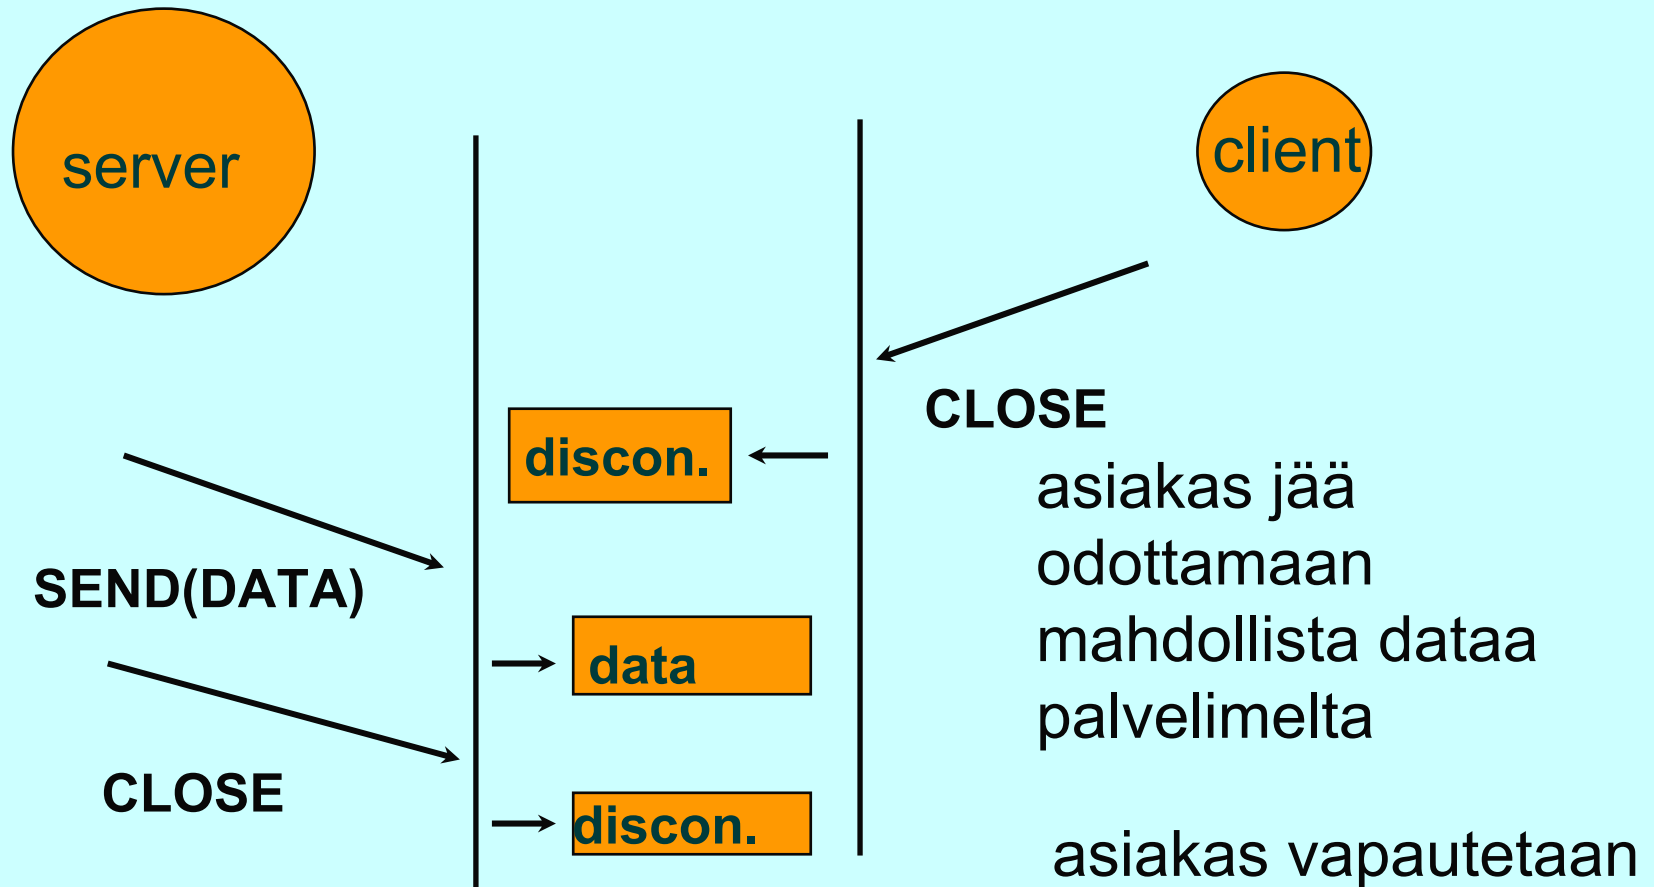 server
client
CLOSE
discon.
asiakas jää
odottamaan
SEND(DATA)
mahdollista dataa
data
palvelimelta
CLOSE
discon.
asiakas vapautetaan